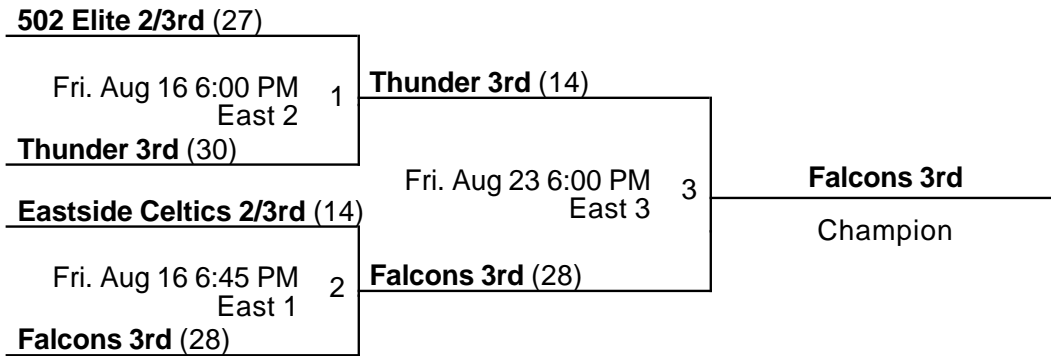 502 Elite 2/3rd (27)
Fri. Aug 16 6:00 PM
East 2
1
Thunder 3rd (30)
Eastside Celtics 2/3rd (14)
Fri. Aug 16 6:45 PM
East 1
2
Falcons 3rd (28)
Thunder 3rd (14)
Fri. Aug 23 6:00 PM
East 3
3
Falcons 3rd (28)
Falcons 3rd
Champion